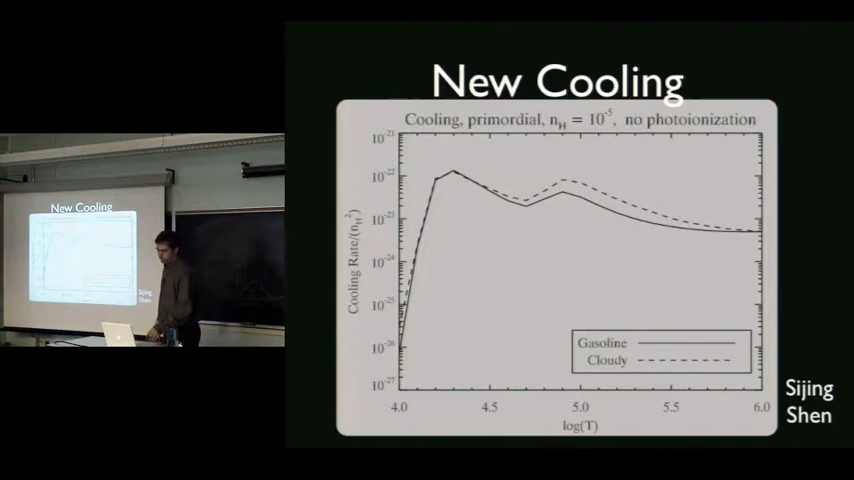 New Cooling
Cooling, primordial, n_H = 10^-5, no photoionization
10^-21
10^-22
10^-23
10^-24
10^-25
10^-26
10^-27
Cooling Rate/(n_H^2)
Gasoline
Cloudy
4.0 4.5 5.0 5.5 6.0
log(T)
Sijing
Shen
New Cooling
Sijing
Shen